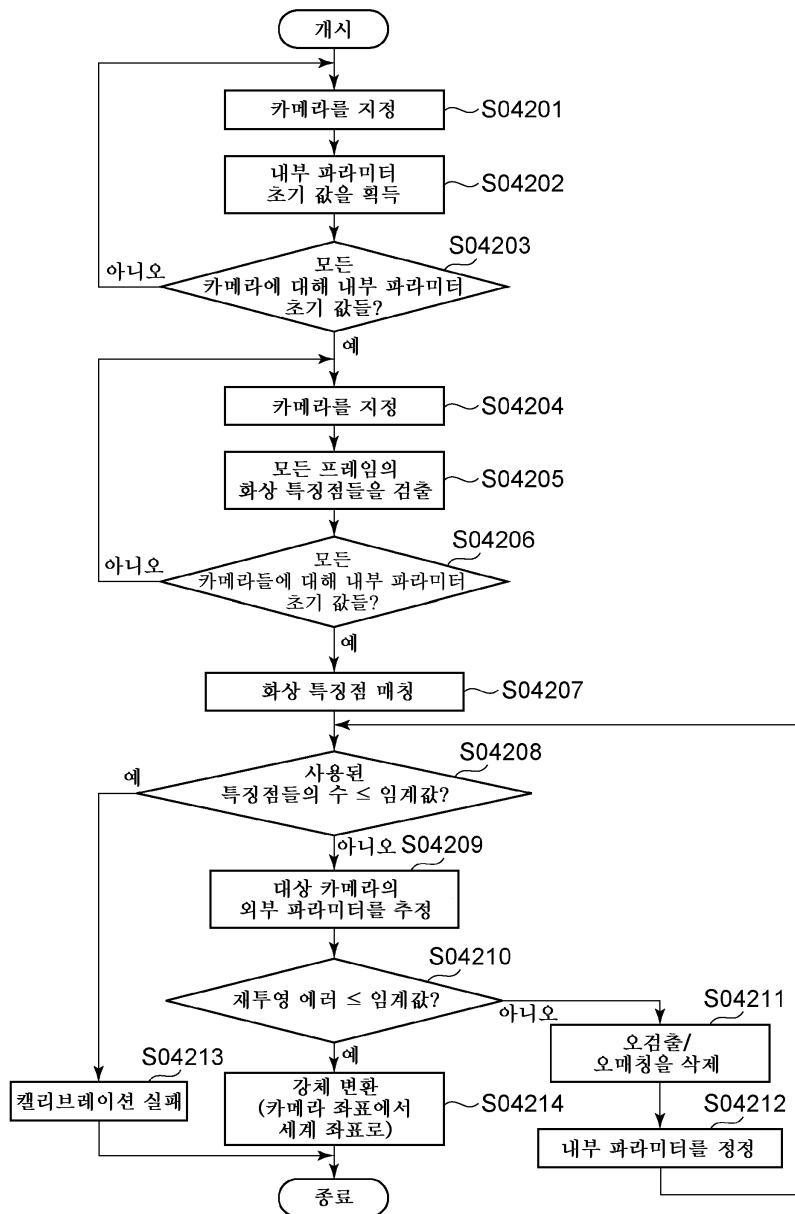 개시
카메라를 지정
S04201
내부 파라미터
초기 값을 획득
S04202
S04203
모든
카메라에 대해 내부 파라미터
초기 값들?
아니오
예
카메라를 지정
S04204
모든 프레임의
화상 특징점들을 검출
S04205
S04206
모든
카메라들에 대해 내부 파라미터
초기 값들?
아니오
예
화상 특징점 매칭
S04207
S04208
사용된
특징점들의 수 ≤ 임계값?
예
아니오
S04209
대상 카메라의
외부 파라미터를 추정
S04210
재투영 에러 ≤ 임계값?
아니오
예
S04211
오검출/
오매칭을 삭제
S04212
내부 파라미터를 정정
S04213
캘리브레이션 실패
강체 변환
(카메라 좌표에서
세계 좌표로)
S04214
종료